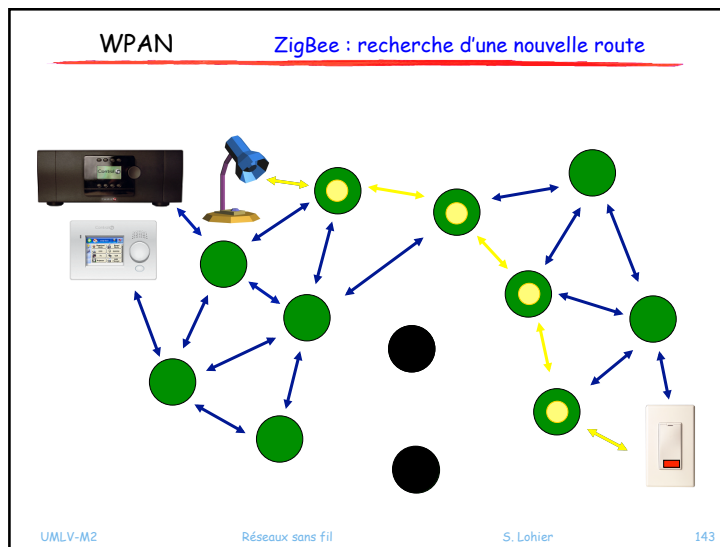 WPAN
ZigBee : recherche d'une nouvelle route
UMLV-M2
Réseaux sans fil
S. Lohier
143